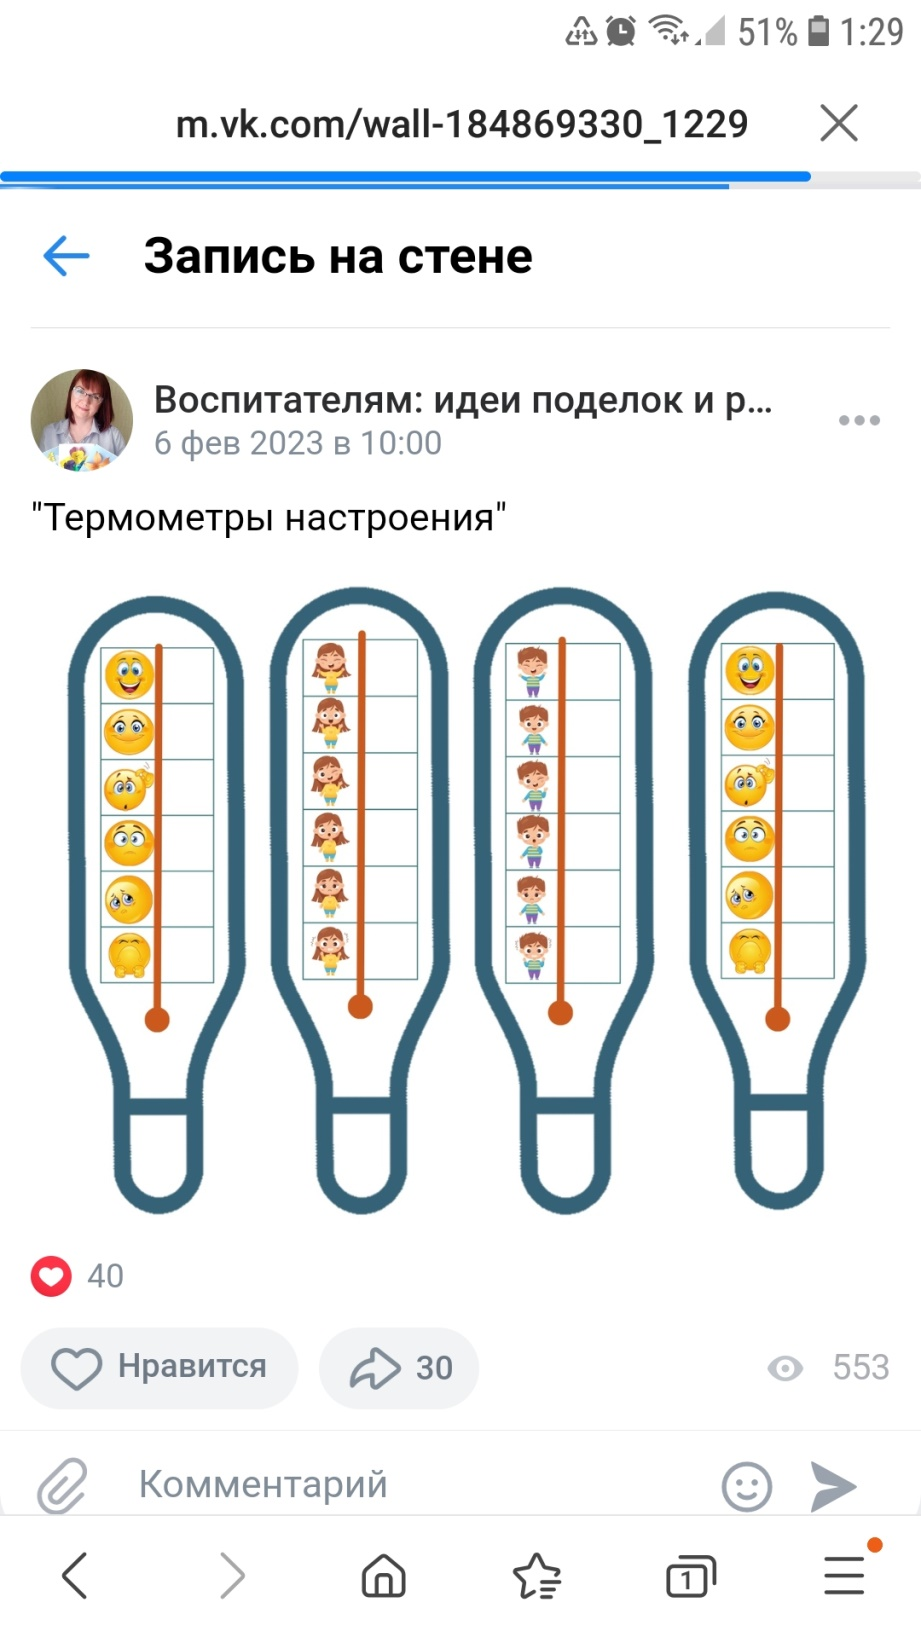 51% 1:29
m.vk.com/wall-184869330_1229
Запись на стене
Воспитателям: идеи поделок и р...
6 фев 2023 в 10:00
"Термометры настроения"
40
Нравится
30
553
Комментарий
1